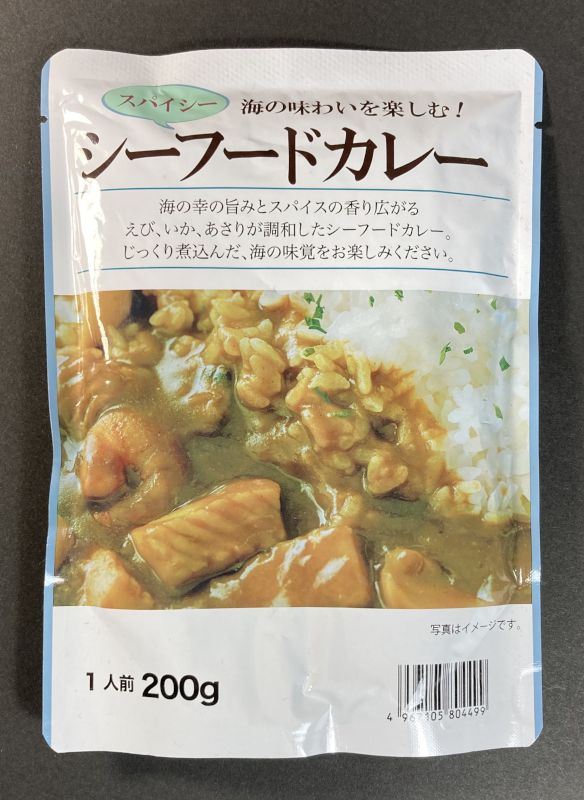 スパイシー
海の味わいを楽しむ!
シーフードカレー
海の幸の旨みとスパイスの香り広がる
えび、いか、あさりが調和したシーフードカレー。
じっくり煮込んだ、海の味覚をお楽しみください。
写真はイメージです。
1人前 200g
4 967105 804499